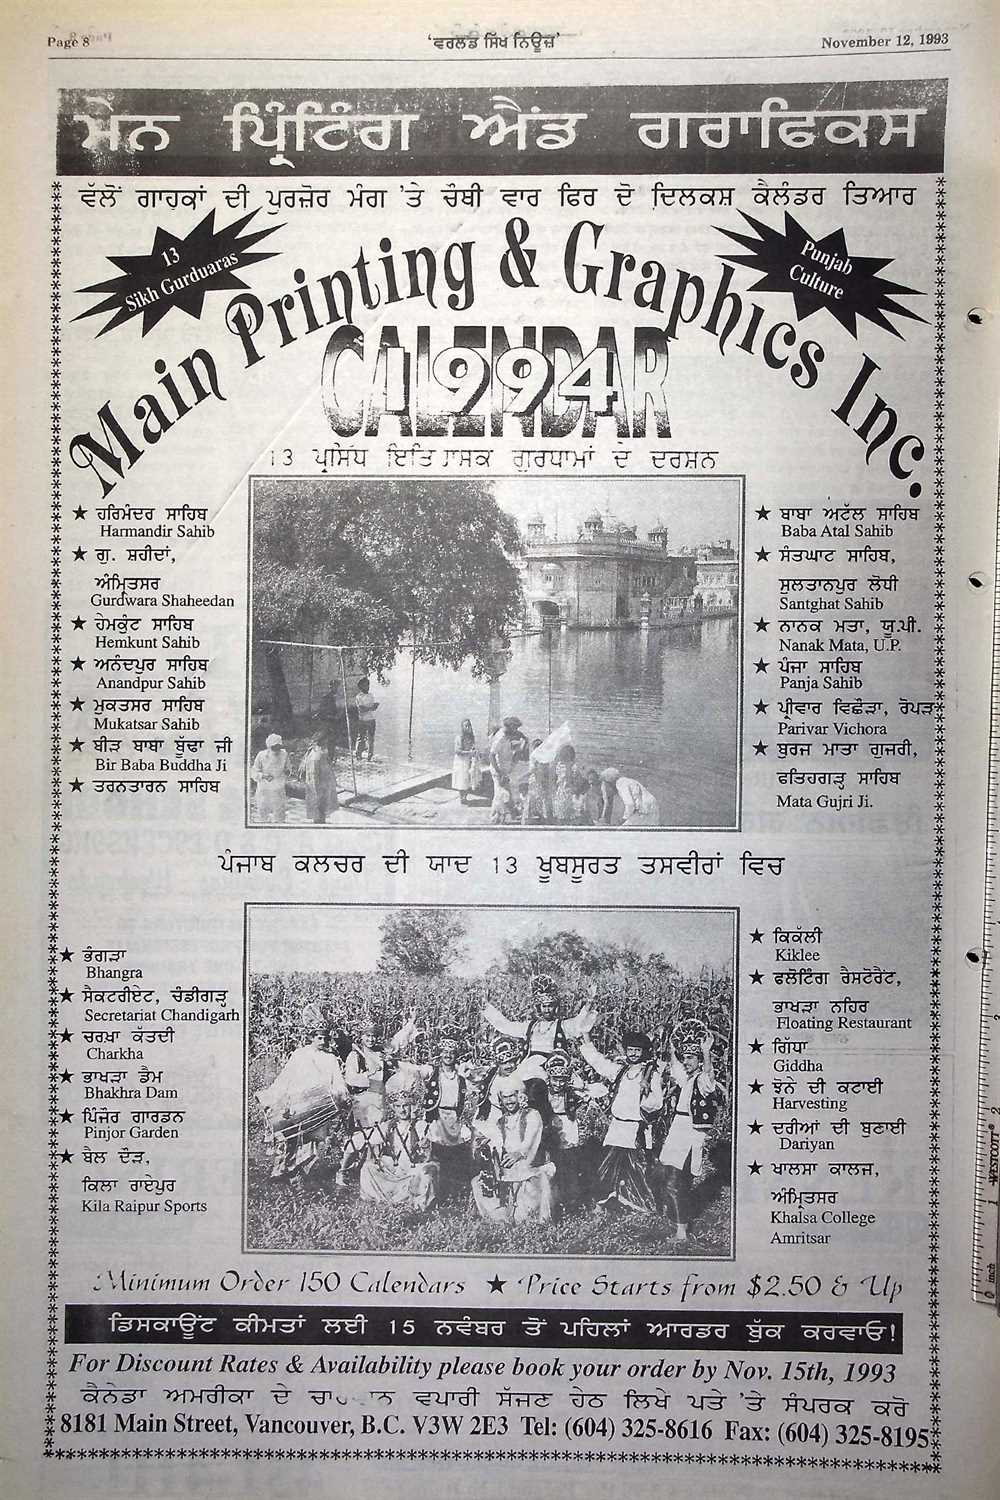 Page 8
'ਵਰਲਡ ਸਿੱਖ ਨਿਊਜ਼'
November 12, 1993
ਮੇਨ ਪ੍ਰਿੰਟਿੰਗ ਐਂਡ ਗਰਾਫਿਕਸ
ਵੱਲੋਂ ਗਾਹਕਾਂ ਦੀ ਪੁਰਜ਼ੋਰ ਮੰਗ 'ਤੇ ਚੌਥੀ ਵਾਰ ਫਿਰ ਦੋ ਦਿਲਕਸ਼ ਕੈਲੰਡਰ ਤਿਆਰ
13
Sikh Gurduaras
Punjab
Culture
Main Printing & Graphics Inc.
CALENDAR
1994
13 ਪ੍ਰਸਿੱਧ ਇਤਿਹਾਸਕ ਗੁਰਧਾਮਾਂ ਦੇ ਦਰਸ਼ਨ
★ ਹਰਿਮੰਦਰ ਸਾਹਿਬ
Harmandir Sahib
★ ਗੁ. ਸ਼ਹੀਦਾਂ,
ਅੰਮ੍ਰਿਤਸਰ
Gurdwara Shaheedan
★ ਹੇਮਕੁੰਟ ਸਾਹਿਬ
Hemkunt Sahib
★ ਅਨੰਦਪੁਰ ਸਾਹਿਬ
Anandpur Sahib
★ ਮੁਕਤਸਰ ਸਾਹਿਬ
Mukatsar Sahib
★ ਬੀੜ ਬਾਬਾ ਬੁੱਢਾ ਜੀ
Bir Baba Buddha Ji
★ ਤਰਨਤਾਰਨ ਸਾਹਿਬ
★ ਬਾਬਾ ਅਟੱਲ ਸਾਹਿਬ
Baba Atal Sahib
★ ਸੰਤਘਾਟ ਸਾਹਿਬ,
ਸੁਲਤਾਨਪੁਰ ਲੋਧੀ
Santghat Sahib
★ ਨਾਨਕ ਮਤਾ, ਯੂ.ਪੀ.
Nanak Mata, U.P.
★ ਪੰਜਾ ਸਾਹਿਬ
Panja Sahib
★ ਪ੍ਰੀਵਾਰ ਵਿਛੌੜਾ, ਰੋਪੜ
Parivar Vichora
★ ਬੁਰਜ ਮਾਤਾ ਗੁਜਰੀ,
ਫਤਿਹਗੜ੍ਹ ਸਾਹਿਬ
Mata Gujri Ji.
ਪੰਜਾਬ ਕਲਚਰ ਦੀ ਯਾਦ 13 ਖੂਬਸੂਰਤ ਤਸਵੀਰਾਂ ਵਿਚ
★ ਭੰਗੜਾ
Bhangra
★ ਸੈਕਟਰੀਏਟ, ਚੰਡੀਗੜ੍ਹ
Secretariat Chandigarh
★ ਚਰਖਾ ਕੱਤਦੀ
Charkha
★ ਭਾਖੜਾ ਡੈਮ
Bhakhra Dam
★ ਪਿੰਜੌਰ ਗਾਰਡਨ
Pinjor Garden
★ ਬੈਲ ਦੌੜ,
ਕਿਲਾ ਰਾਏਪੁਰ
Kila Raipur Sports
★ ਕਿਕੱਲੀ
Kiklee
★ ਫਲੋਟਿੰਗ ਰੈਸਟੋਰੈਂਟ,
ਭਾਖੜਾ ਨਹਿਰ
Floating Restaurant
★ ਗਿੱਧਾ
Giddha
★ ਝੋਨੇ ਦੀ ਕਟਾਈ
Harvesting
★ ਦਰੀਆਂ ਦੀ ਬੁਣਾਈ
Dariyan
★ ਖਾਲਸਾ ਕਾਲਜ,
ਅੰਮ੍ਰਿਤਸਰ
Khalsa College
Amritsar
Minimum Order 150 Calendars ★ Price Starts from $2.50 & Up
ਡਿਸਕਾਊਂਟ ਕੀਮਤਾਂ ਲਈ 15 ਨਵੰਬਰ ਤੋਂ ਪਹਿਲਾਂ ਆਰਡਰ ਬੁੱਕ ਕਰਵਾਓ!
For Discount Rates & Availability please book your order by Nov. 15th, 1993
ਕੈਨੇਡਾ ਅਮਰੀਕਾ ਦੇ ਵਪਾਰੀ ਸੱਜਣ ਹੇਠ ਲਿਖੇ ਪਤੇ 'ਤੇ ਸੰਪਰਕ ਕਰੋ
8181 Main Street, Vancouver, B.C. V3W 2E3 Tel: (604) 325-8616 Fax: (604) 325-8195
WESTCOTT®
0 inch 1 2